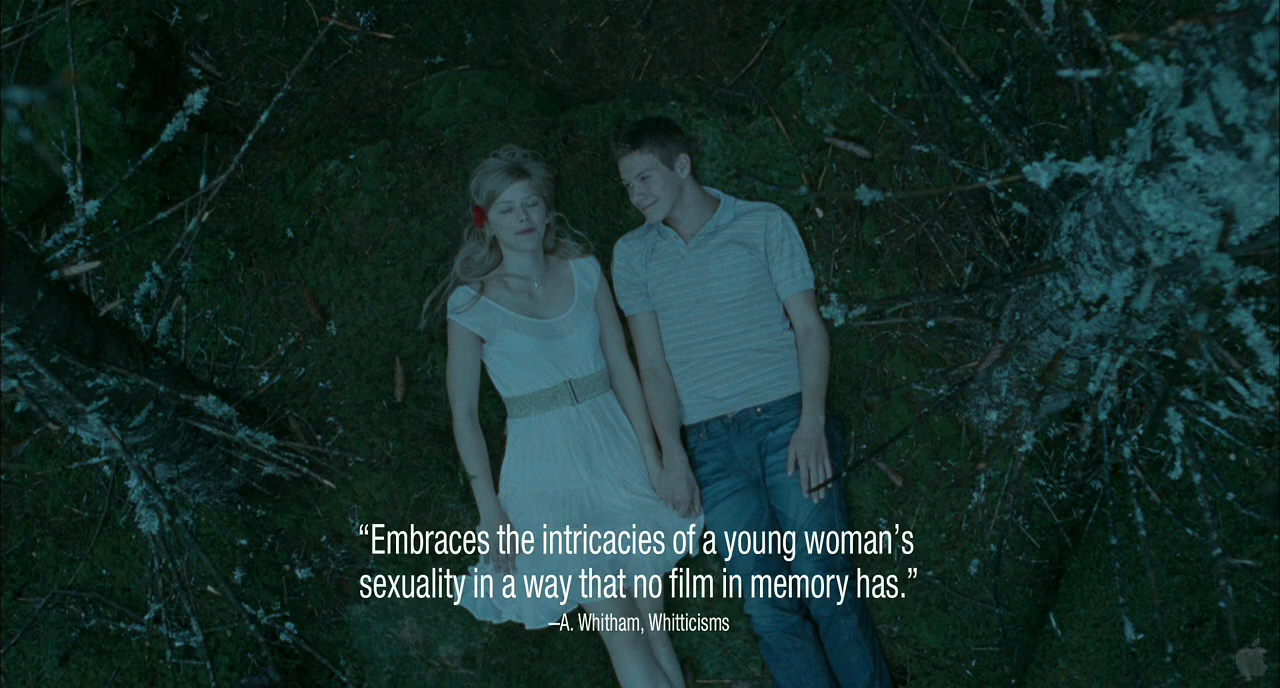 “Embraces the intricacies of a young woman’s
sexuality in a way that no film in memory has.”
–A. Whitham, Whitticisms